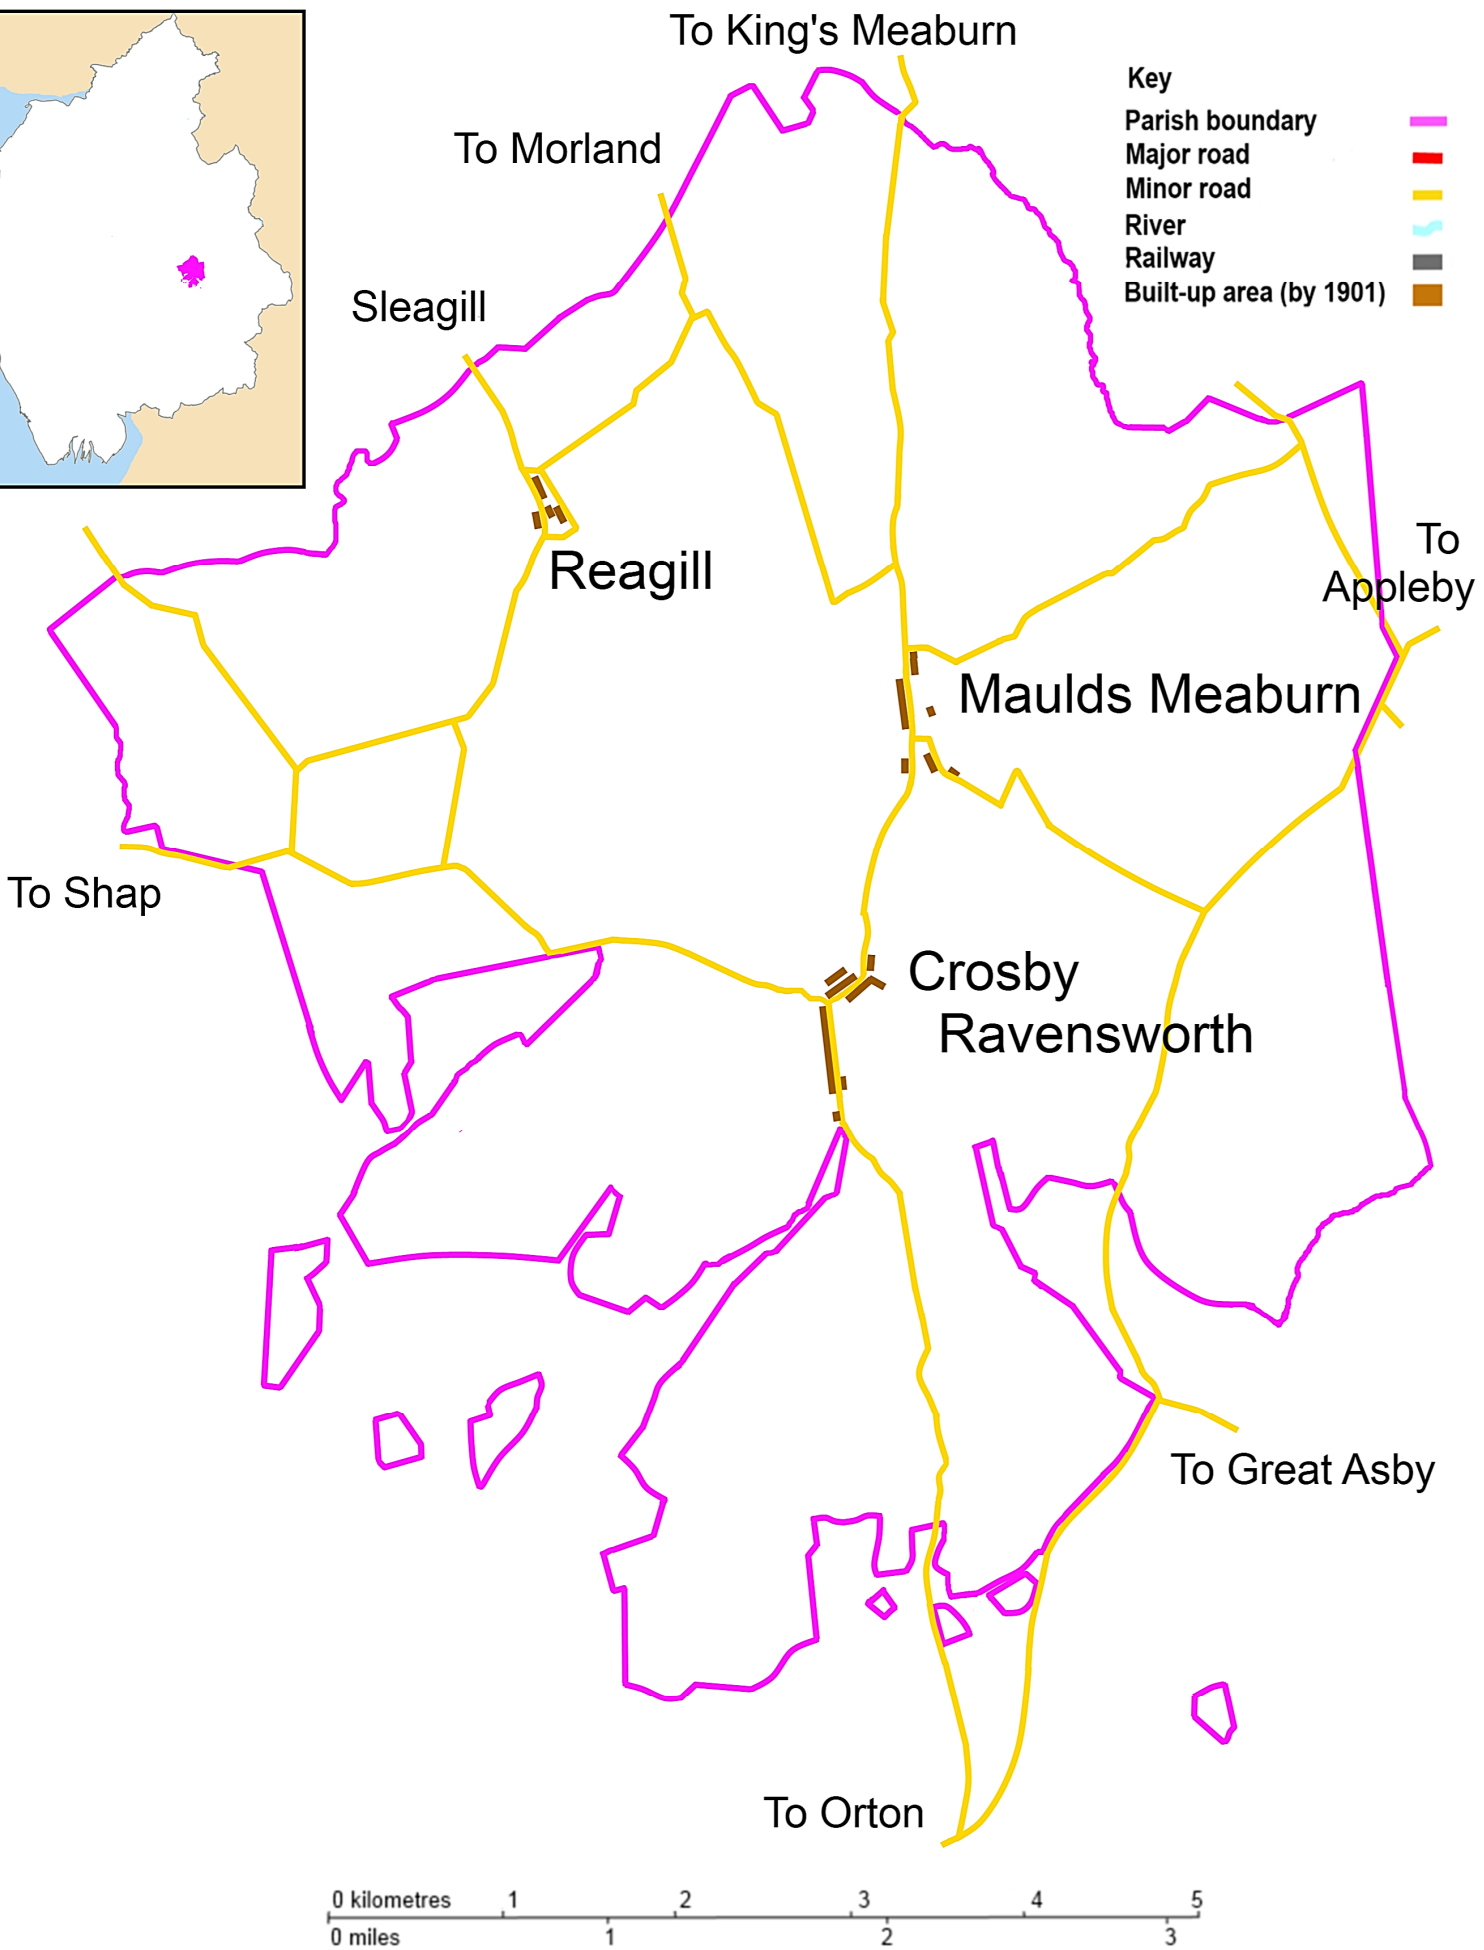 To King's Meaburn
Key
Parish boundary
Major road
Minor road
River
Railway
Built-up area (by 1901)
To Morland
Sleagill
To
Appleby
Reagill
Maulds Meaburn
To Shap
Crosby
Ravensworth
To Great Asby
To Orton
0 kilometres 1 2 3 4 5
0 miles 1 2 3